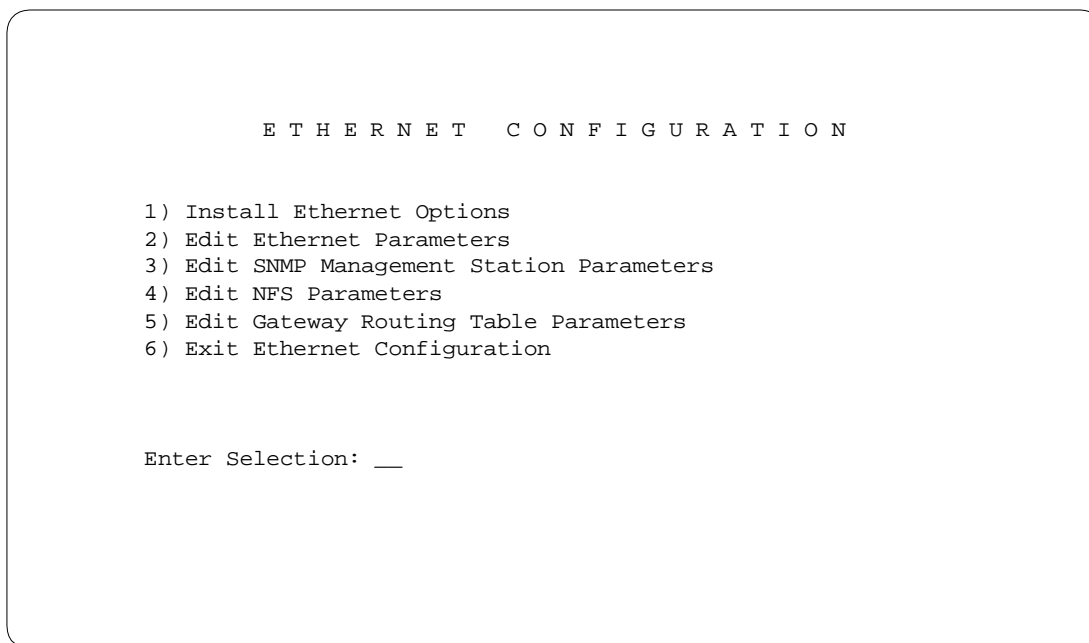 E T H E R N E T   C O N F I G U R A T I O N
1) Install Ethernet Options
2) Edit Ethernet Parameters
3) Edit SNMP Management Station Parameters
4) Edit NFS Parameters
5) Edit Gateway Routing Table Parameters
6) Exit Ethernet Configuration
Enter Selection: __